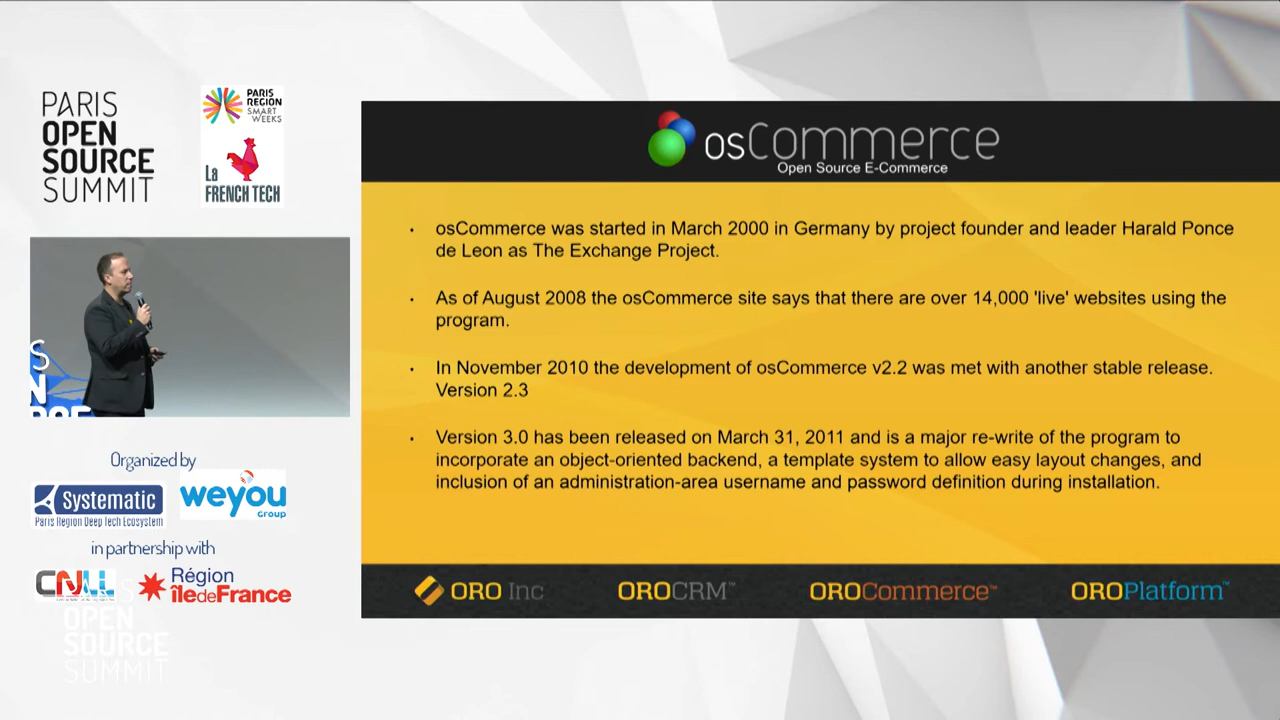 PARIS
OPEN
SOURCE
SUMMIT
PARIS
REGION
SMART
WEEKS
La
FRENCH TECH
osCommerce
Open Source E-Commerce
• osCommerce was started in March 2000 in Germany by project founder and leader Harald Ponce
de Leon as The Exchange Project.
• As of August 2008 the osCommerce site says that there are over 14,000 'live' websites using the
program.
• In November 2010 the development of osCommerce v2.2 was met with another stable release.
Version 2.3
• Version 3.0 has been released on March 31, 2011 and is a major re-write of the program to
incorporate an object-oriented backend, a template system to allow easy layout changes, and
inclusion of an administration-area username and password definition during installation.
ORO Inc
OROCRM™
OROCommerce™
OROPlatform™
Organized by
Systematic
Paris Region Deep Tech Ecosystem
weyou
Group
in partnership with
CNLL
Région
îledeFrance
PARIS
OPEN
SOURCE
SUMMIT